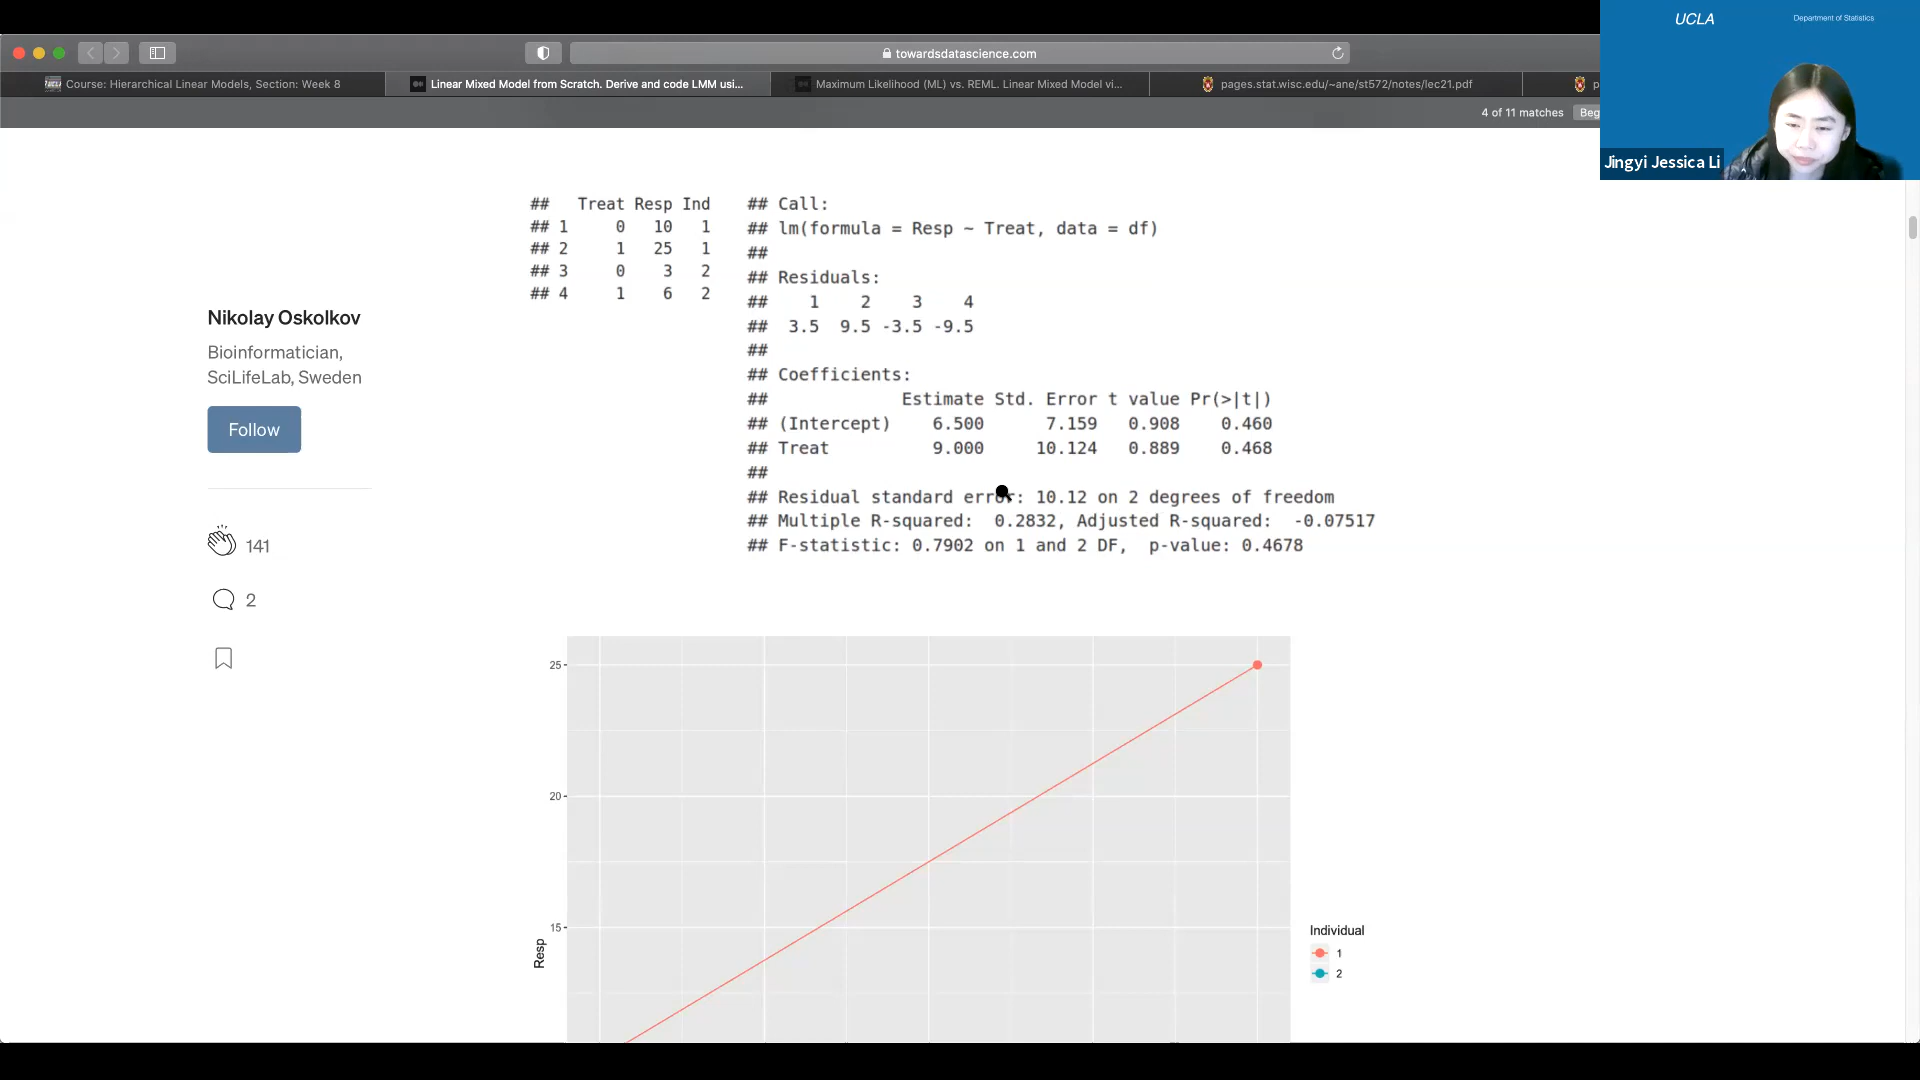 UCLA
Department of Statistics
towardsdatascience.com
Course: Hierarchical Linear Models, Section: Week 8
Linear Mixed Model from Scratch. Derive and code LMM usi...
Maximum Likelihood (ML) vs. REML. Linear Mixed Model vi...
pages.stat.wisc.edu/~ane/st572/notes/lec21.pdf
p
4 of 11 matches
Beg
Jingyi Jessica Li
## Treat Resp Ind
## 1 0 10 1
## 2 1 25 1
## 3 0 3 2
## 4 1 6 2
## Call:
## lm(formula = Resp ~ Treat, data = df)
##
## Residuals:
## 1 2 3 4
## 3.5 9.5 -3.5 -9.5
##
## Coefficients:
## Estimate Std. Error t value Pr(>|t|)
## (Intercept) 6.500 7.159 0.908 0.460
## Treat 9.000 10.124 0.889 0.468
##
## Residual standard error: 10.12 on 2 degrees of freedom
## Multiple R-squared: 0.2832, Adjusted R-squared: -0.07517
## F-statistic: 0.7902 on 1 and 2 DF, p-value: 0.4678
Nikolay Oskolkov
Bioinformatician,
SciLifeLab, Sweden
Follow
141
2
25
20
15
Resp
Individual
1
2